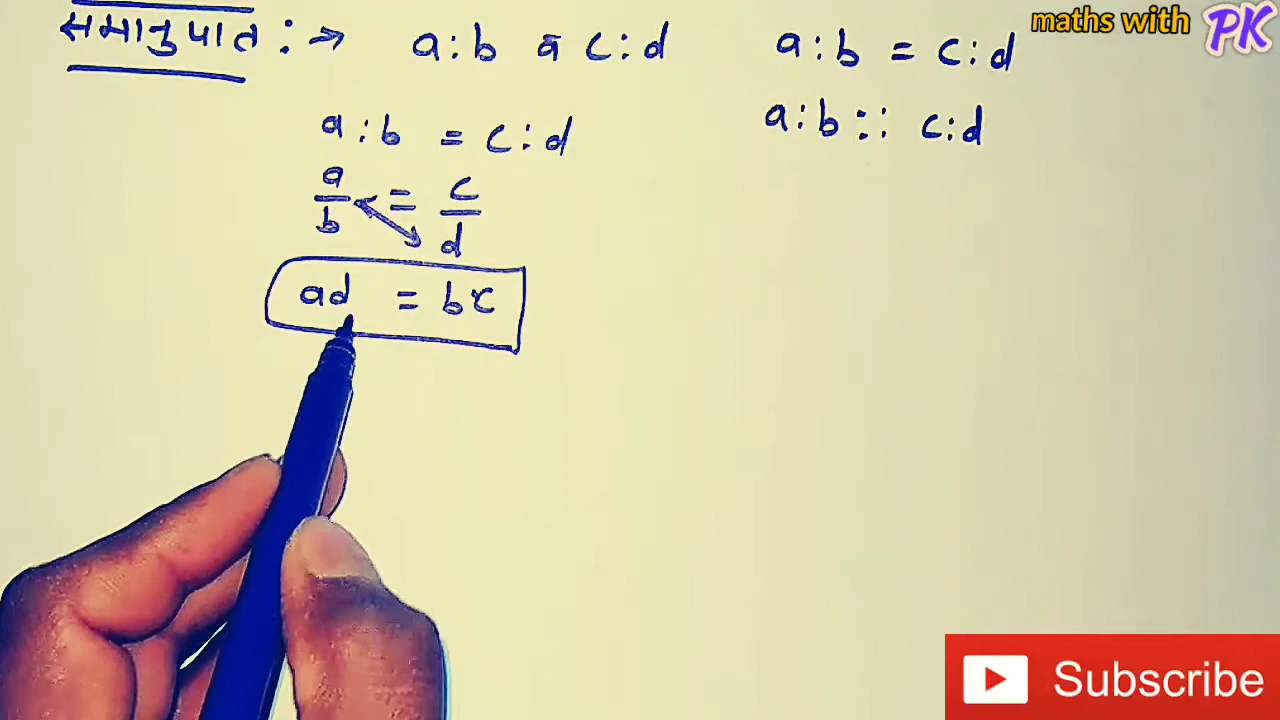 समानुपात :→ a:b व c:d
a:b = c:d
a:b :: c:d
a:b = c:d
a/b = c/d
ad = bc
maths with PK
Subscribe